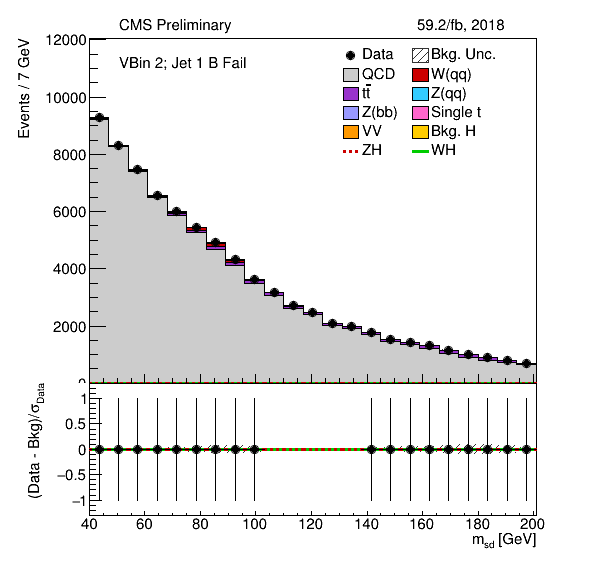 CMS Preliminary 59.2/fb, 2018
Events / 7 GeV
VBin 2; Jet 1 B Fail
Data Bkg. Unc.
QCD W(qq)
tt̄ Z(qq)
Z(bb) Single t
VV Bkg. H
ZH WH
12000
10000
8000
6000
4000
2000
0
(Data - Bkg)/σData
1
0.5
0
−0.5
−1
40 60 80 100 120 140 160 180 200
msd [GeV]